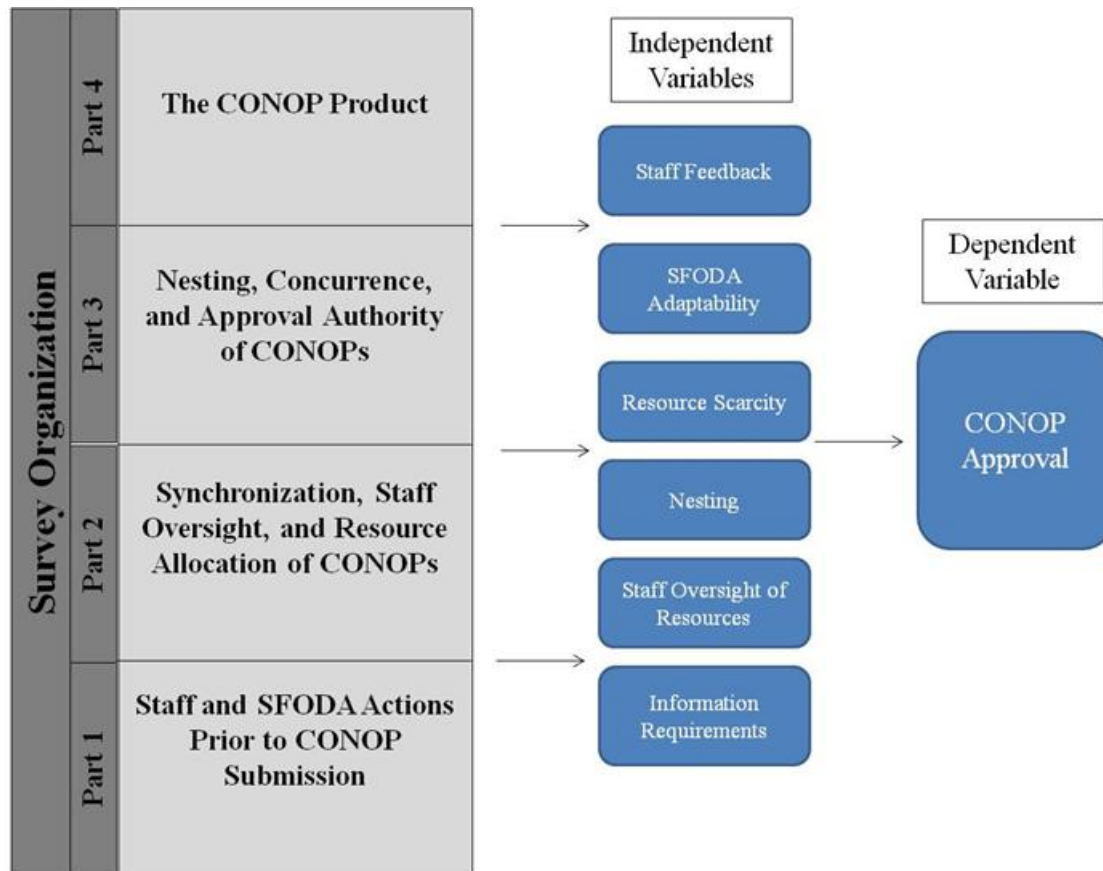 Survey Organization
Part 4
The CONOP Product
Part 3
Nesting, Concurrence,
and Approval Authority
of CONOPs
Part 2
Synchronization, Staff
Oversight, and Resource
Allocation of CONOPs
Part 1
Staff and SFODA Actions
Prior to CONOP
Submission
Independent
Variables
Staff Feedback
SFODA
Adaptability
Resource Scarcity
Nesting
Staff Oversight of
Resources
Information
Requirements
Dependent
Variable
CONOP
Approval